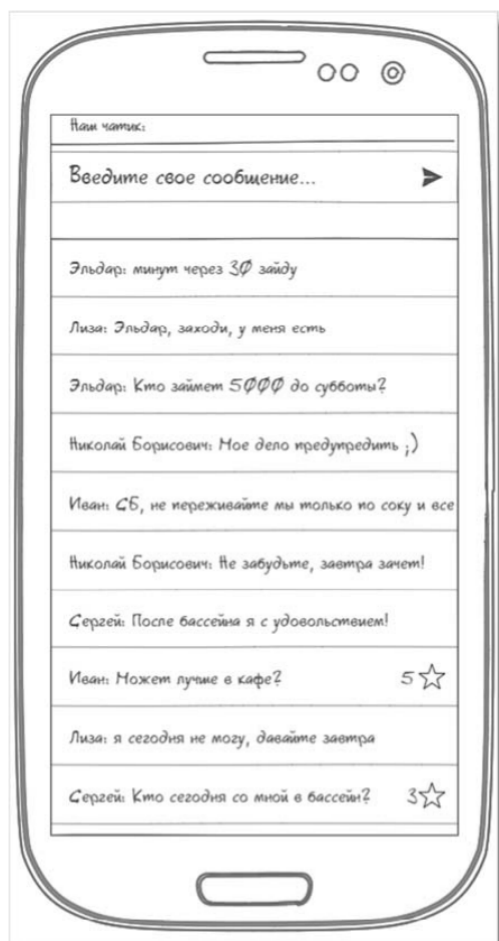 Наш чатик:
Введите свое сообщение...
Эльдар: минут через 30 зайду
Лиза: Эльдар, заходи, у меня есть
Эльдар: Кто займет 5000 до субботы?
Николай Борисович: Мое дело предупредить ;)
Иван: СБ, не переживайте мы только по соку и все
Николай Борисович: Не забудьте, завтра зачет!
Сергей: После бассейна я с удовольствием!
Иван: Может лучше в кафе? 5
Лиза: я сегодня не могу, давайте завтра
Сергей: Кто сегодня со мной в бассейн? 3